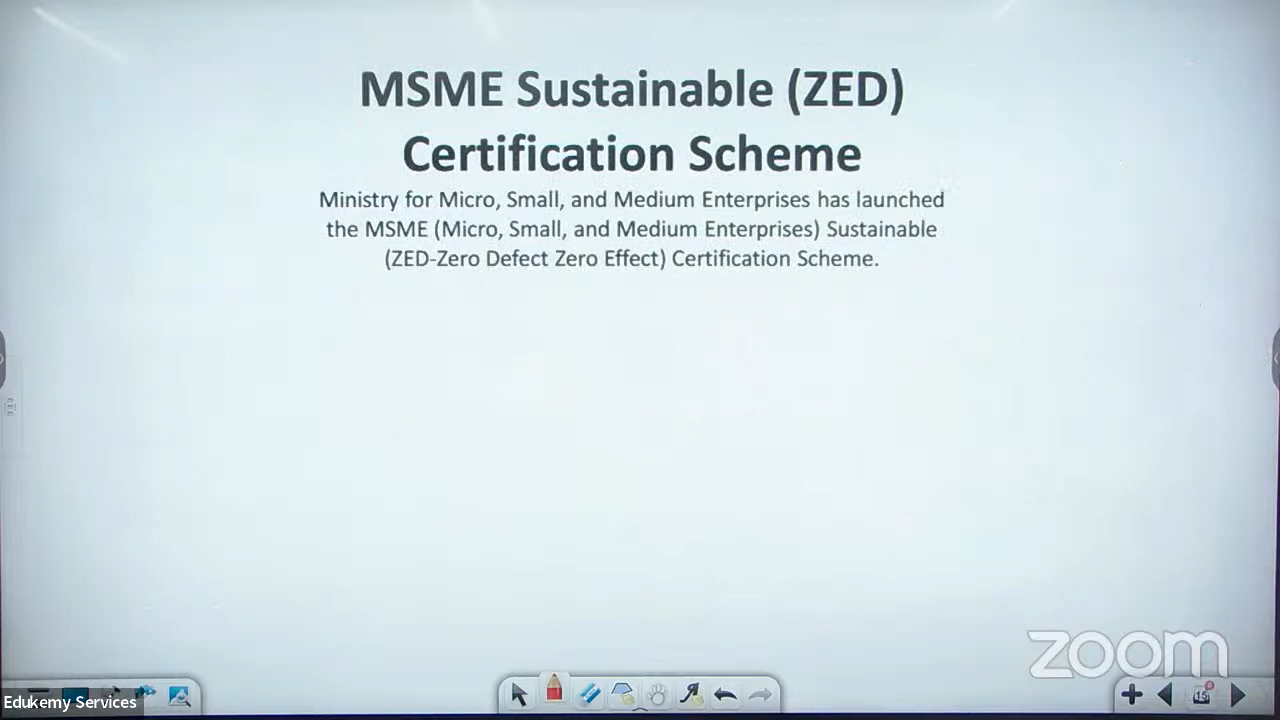 MSME Sustainable (ZED)
Certification Scheme
Ministry for Micro, Small, and Medium Enterprises has launched
the MSME (Micro, Small, and Medium Enterprises) Sustainable
(ZED-Zero Defect Zero Effect) Certification Scheme.
zoom
Edukemy Services